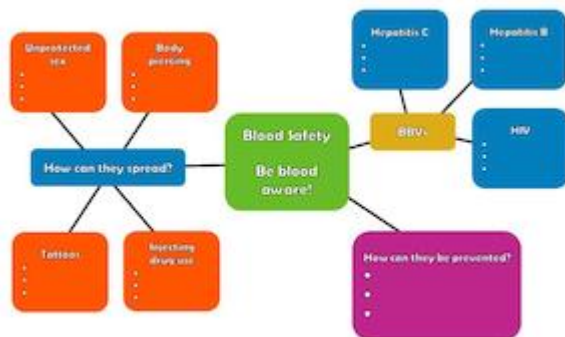 Unprotected
sex
Body
piercing
Hepatitis C
Hepatitis B
Blood Safety
Be blood
aware!
BBVs
HIV
How can they spread?
Tattoos
Injecting
drug use
How can they be prevented?